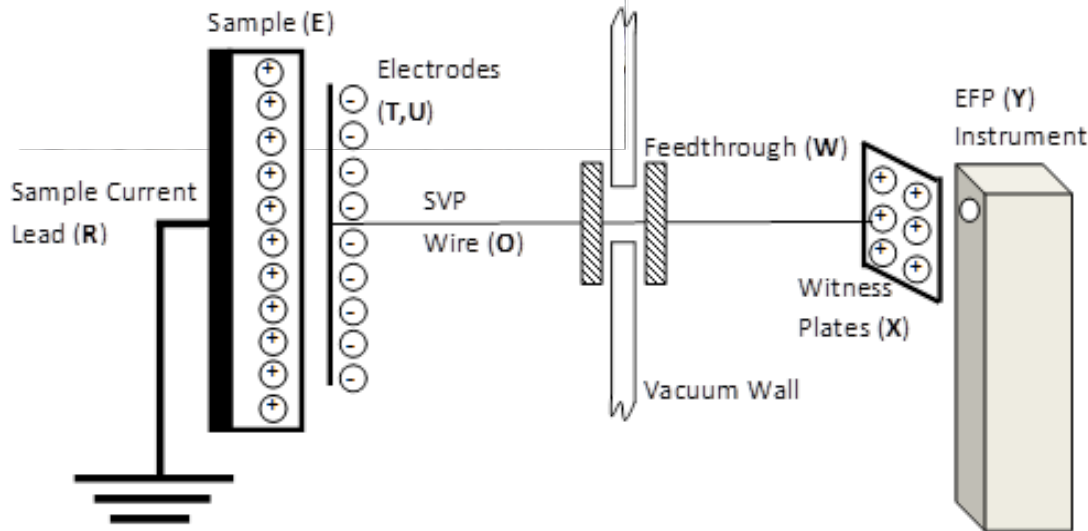 Sample (E)
Electrodes
(T,U)
EFP (Y)
Instrument
Feedthrough (W)
Sample Current
Lead (R)
SVP
Wire (O)
Witness
Plates (X)
Vacuum Wall